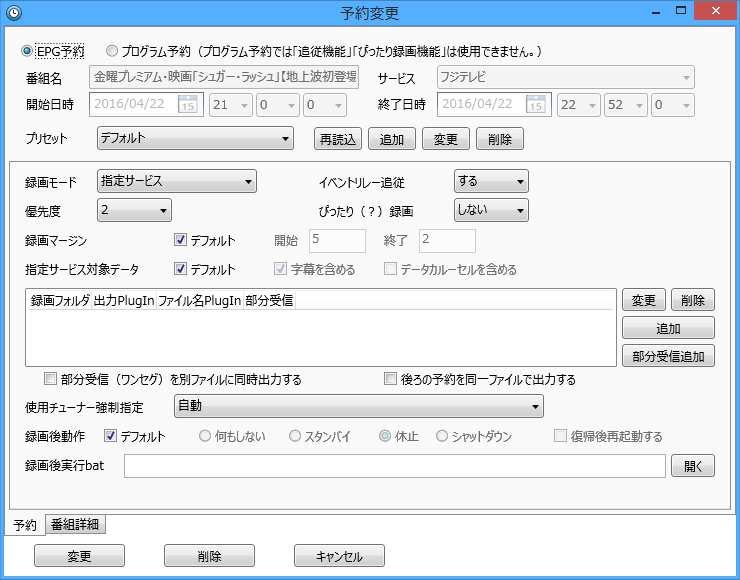 予約変更
EPG予約 プログラム予約（プログラム予約では「追従機能」「ぴったり録画機能」は使用できません。）
番組名 金曜プレミアム・映画「シュガー・ラッシュ」【地上波初登場 サービス フジテレビ
開始日時 2016/04/22 15 21 0 0 終了日時 2016/04/22 15 22 52 0
プリセット デフォルト 再読込 追加 変更 削除
録画モード 指定サービス イベントリレー追従 する
優先度 2 ぴったり（？）録画 しない
録画マージン デフォルト 開始 5 終了 2
指定サービス対象データ デフォルト 字幕を含める データカルーセルを含める
録画フォルダ 出力PlugIn ファイル名PlugIn 部分受信 変更 削除
追加
部分受信追加
部分受信（ワンセグ）を別ファイルに同時出力する 後ろの予約を同一ファイルで出力する
使用チューナー強制指定 自動
録画後動作 デフォルト 何もしない スタンバイ 休止 シャットダウン 復帰後再起動する
録画後実行bat 開く
予約 番組詳細
変更 削除 キャンセル